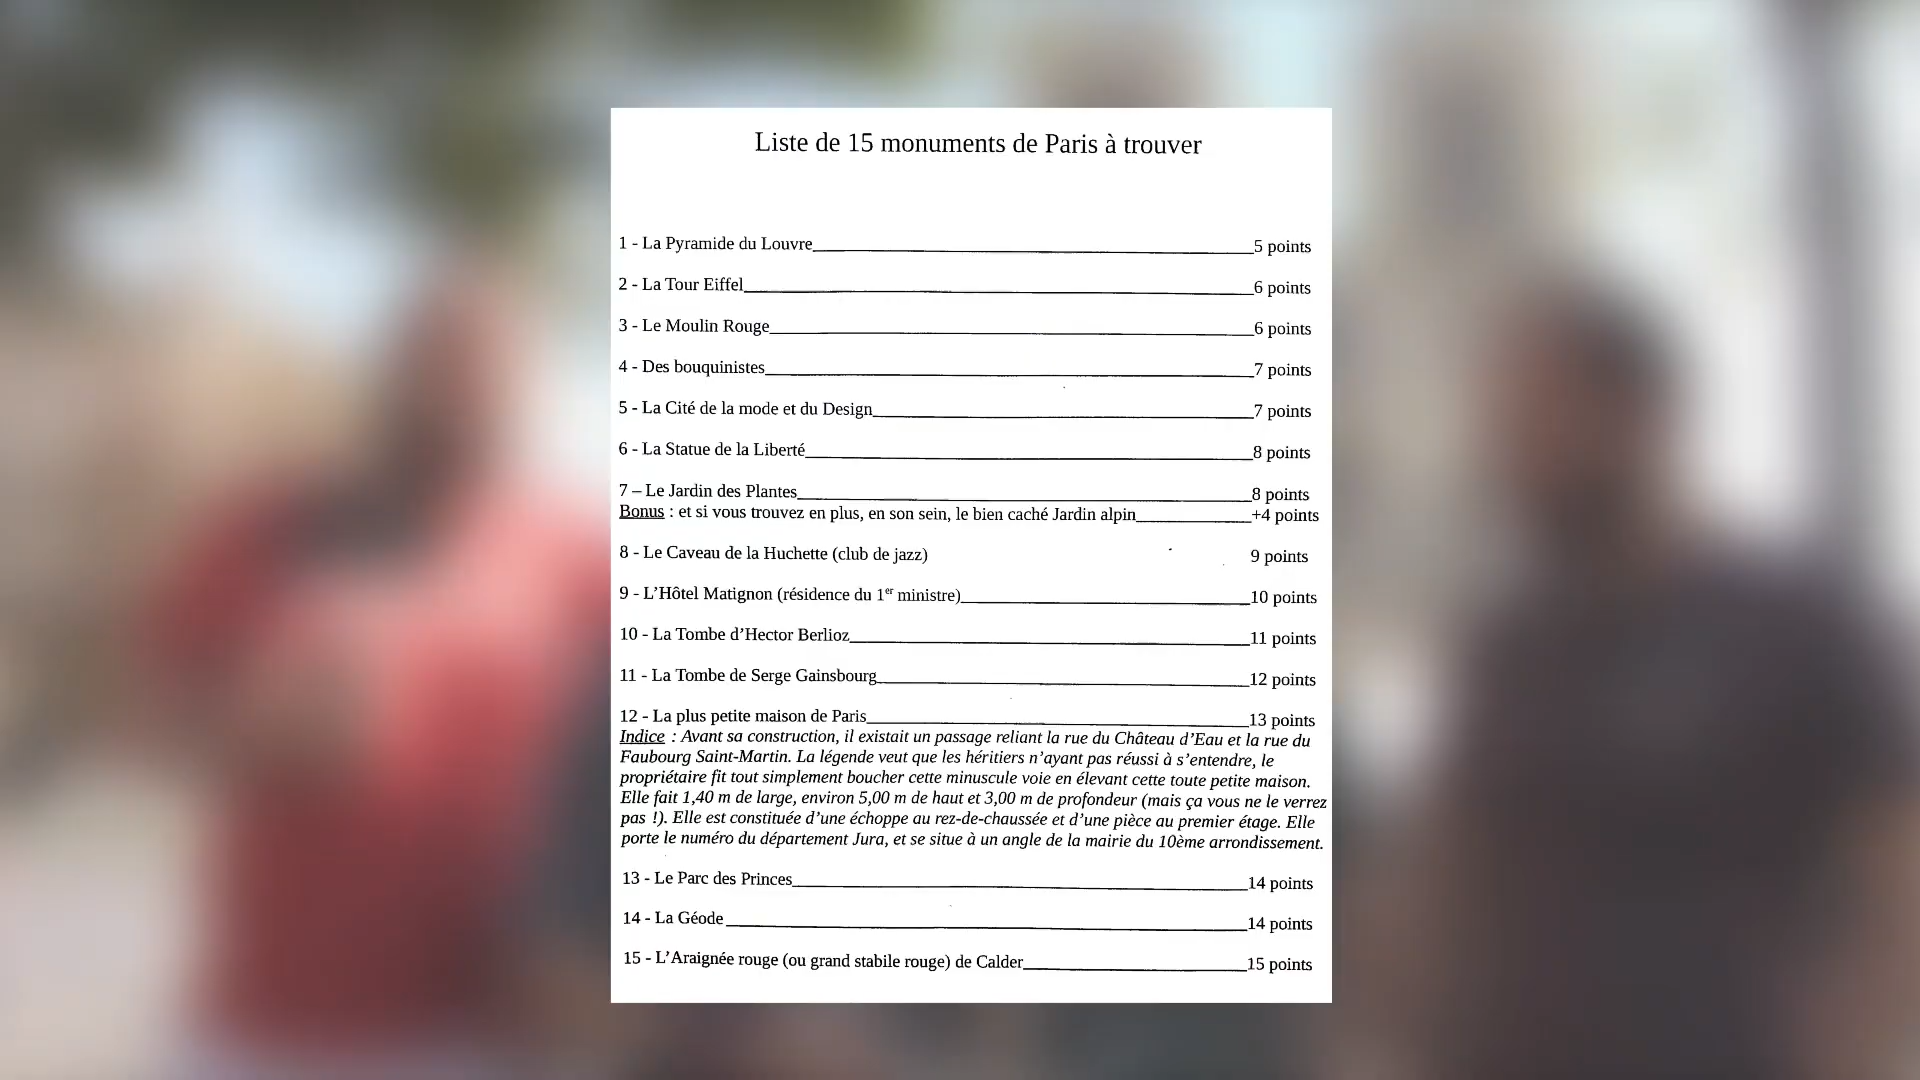 Liste de 15 monuments de Paris à trouver
1 - La Pyramide du Louvre 5 points
2 - La Tour Eiffel 6 points
3 - Le Moulin Rouge 6 points
4 - Des bouquinistes 7 points
5 - La Cité de la mode et du Design 7 points
6 - La Statue de la Liberté 8 points
7 – Le Jardin des Plantes 8 points
Bonus : et si vous trouvez en plus, en son sein, le bien caché Jardin alpin +4 points
8 - Le Caveau de la Huchette (club de jazz) 9 points
9 - L’Hôtel Matignon (résidence du 1er ministre) 10 points
10 - La Tombe d’Hector Berlioz 11 points
11 - La Tombe de Serge Gainsbourg 12 points
12 - La plus petite maison de Paris 13 points
Indice : Avant sa construction, il existait un passage reliant la rue du Château d’Eau et la rue du
Faubourg Saint-Martin. La légende veut que les héritiers n’ayant pas réussi à s’entendre, le
propriétaire fit tout simplement boucher cette minuscule voie en élevant cette toute petite maison.
Elle fait 1,40 m de large, environ 5,00 m de haut et 3,00 m de profondeur (mais ça vous ne le verrez
pas !). Elle est constituée d’une échoppe au rez-de-chaussée et d’une pièce au premier étage. Elle
porte le numéro du département Jura, et se situe à un angle de la mairie du 10ème arrondissement.
13 - Le Parc des Princes 14 points
14 - La Géode 14 points
15 - L’Araignée rouge (ou grand stabile rouge) de Calder 15 points